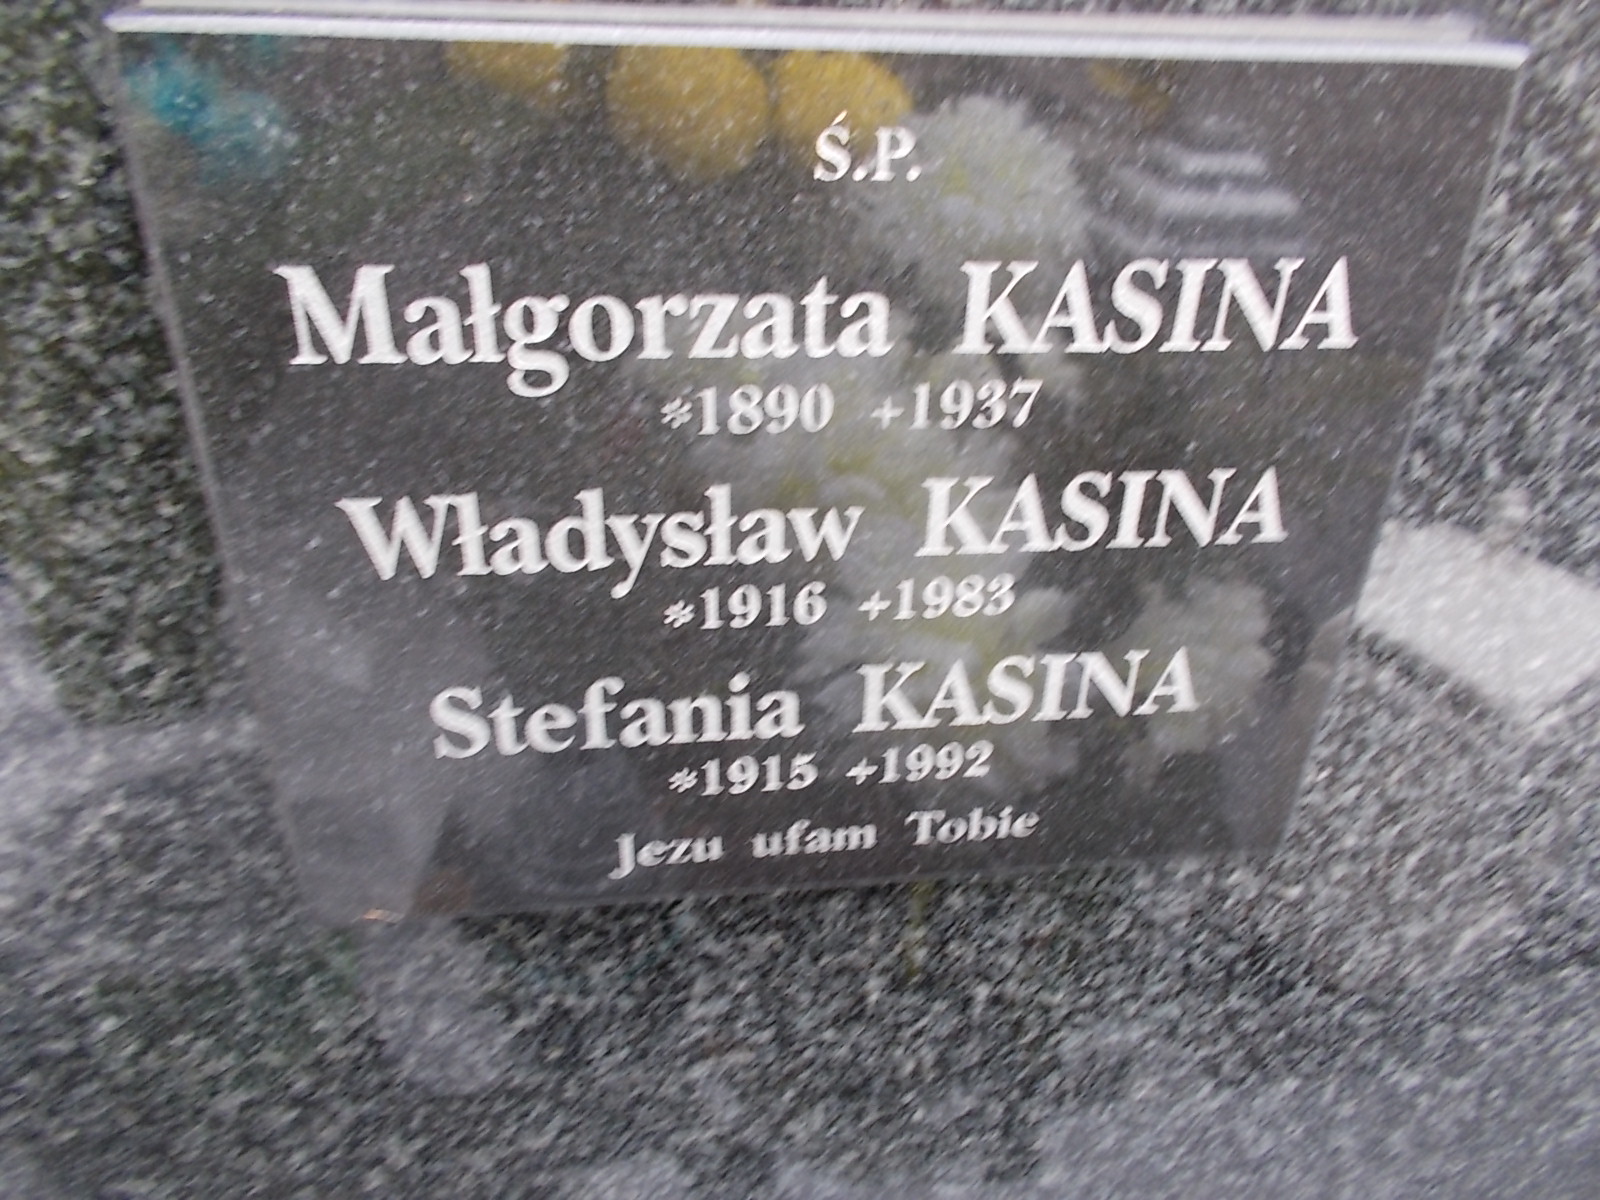 Ś.P.
Małgorzata KASINA
*1890 +1937
Władysław KASINA
*1916 +1983
Stefania KASINA
*1915 +1992
Jezu ufam Tobie